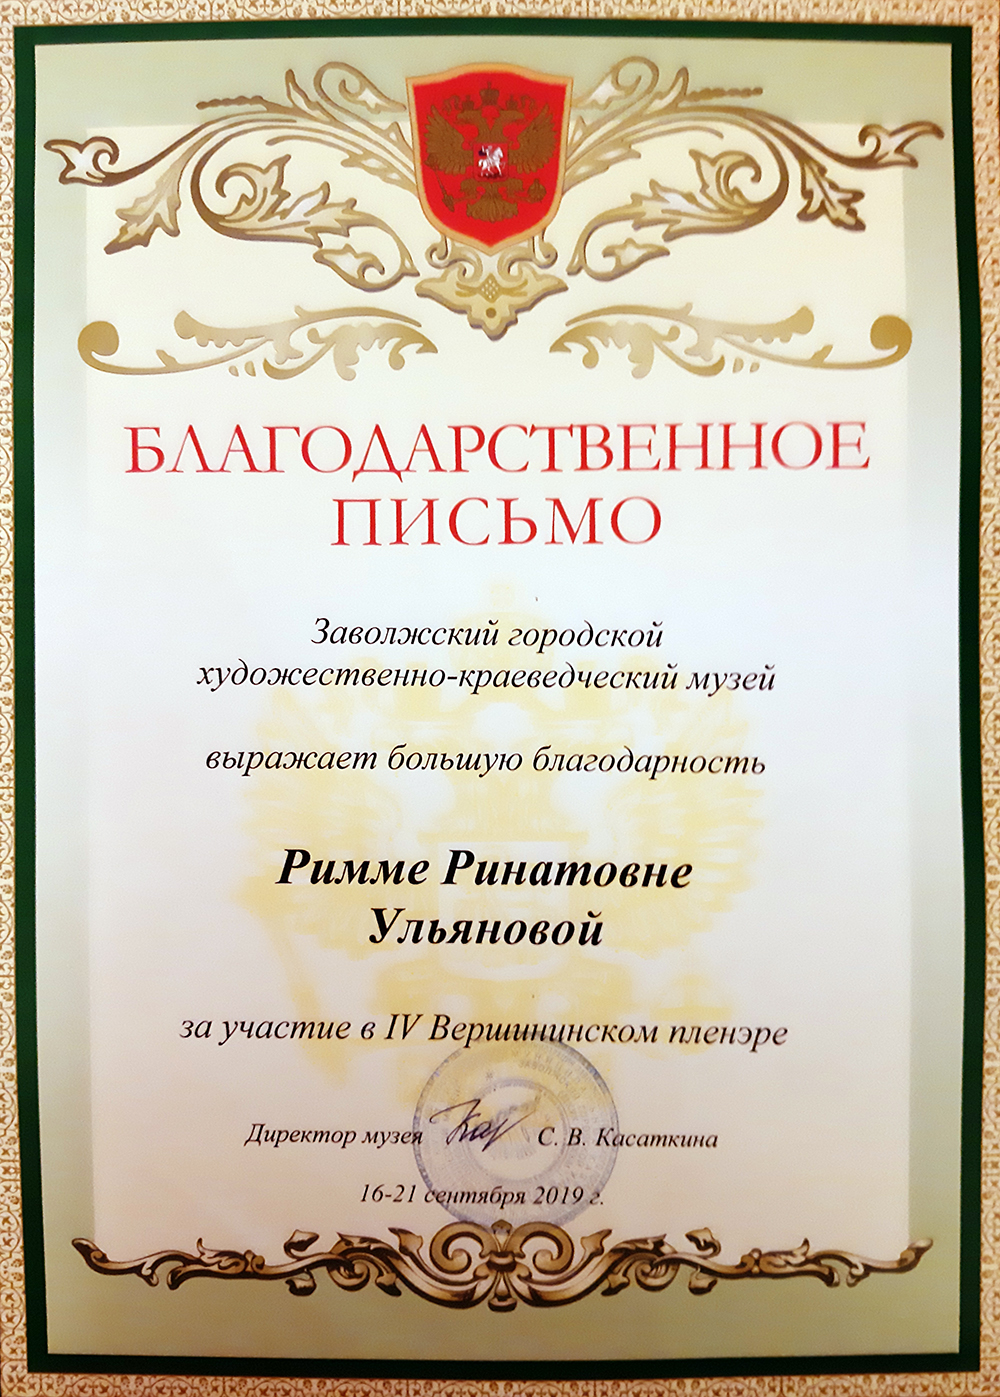 БЛАГОДАРСТВЕННОЕ
ПИСЬМО
Заволжский городской
художественно-краеведческий музей
выражает большую благодарность
Римме Ринатовне
Ульяновой
за участие в IV Вершининском пленэре
Директор музея С. В. Касаткина
16-21 сентября 2019 г.